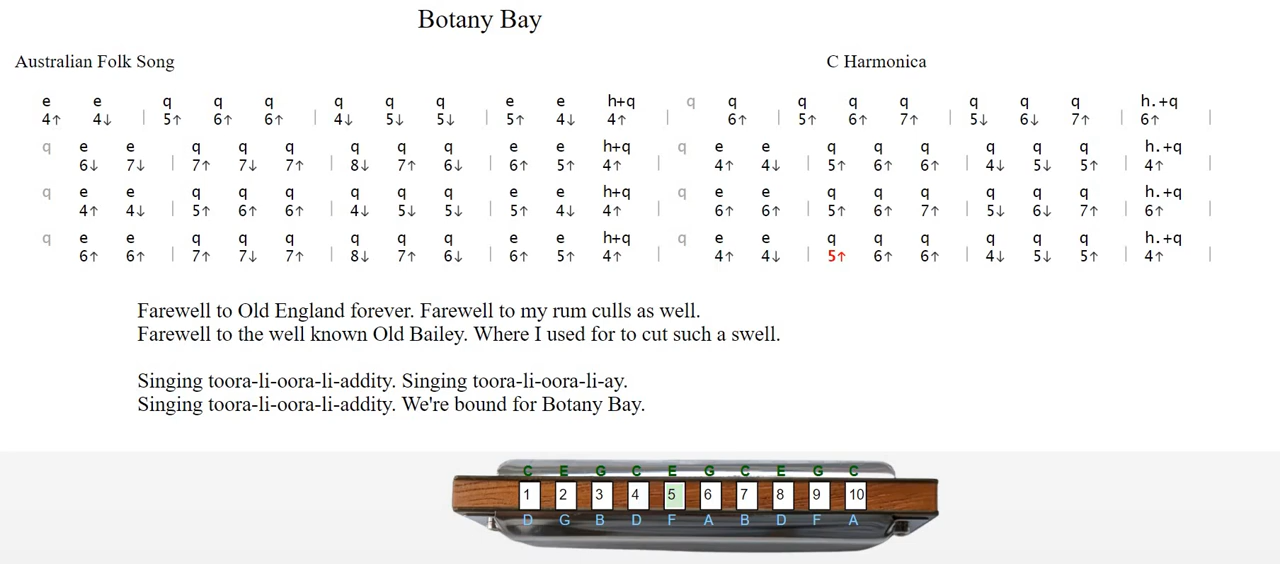 Botany Bay
Australian Folk Song
C Harmonica
e e q q q q q q e e h+q q q q q q q q q h.+q
4↑ 4↓ | 5↑ 6↑ 6↑ | 4↓ 5↓ 5↓ | 5↑ 4↓ 4↑ | 6↑ | 5↑ 6↑ 7↑ | 5↓ 6↓ 7↑ | 6↑ |
q e e q q q q q q e e h+q q e e q q q q q q h.+q
6↓ 7↓ | 7↑ 7↓ 7↑ | 8↓ 7↑ 6↓ | 6↑ 5↑ 4↑ | 4↑ 4↓ | 5↑ 6↑ 6↑ | 4↓ 5↓ 5↑ | 4↑ |
q e e q q q q q q e e h+q q e e q q q q q q h.+q
4↑ 4↓ | 5↑ 6↑ 6↑ | 4↓ 5↓ 5↓ | 5↑ 4↓ 4↑ | 6↑ 6↑ | 5↑ 6↑ 7↑ | 5↓ 6↓ 7↑ | 6↑ |
q e e q q q q q q e e h+q q e e q q q q q q h.+q
6↑ 6↑ | 7↑ 7↓ 7↑ | 8↓ 7↑ 6↓ | 6↑ 5↑ 4↑ | 4↑ 4↓ | 5↑ 6↑ 6↑ | 4↓ 5↓ 5↑ | 4↑ |
Farewell to Old England forever. Farewell to my rum culls as well.
Farewell to the well known Old Bailey. Where I used for to cut such a swell.
Singing toora-li-oora-li-addity. Singing toora-li-oora-li-ay.
Singing toora-li-oora-li-addity. We're bound for Botany Bay.
C E G C E G C E G C
1 2 3 4 5 6 7 8 9 10
D G B D F A B D F A